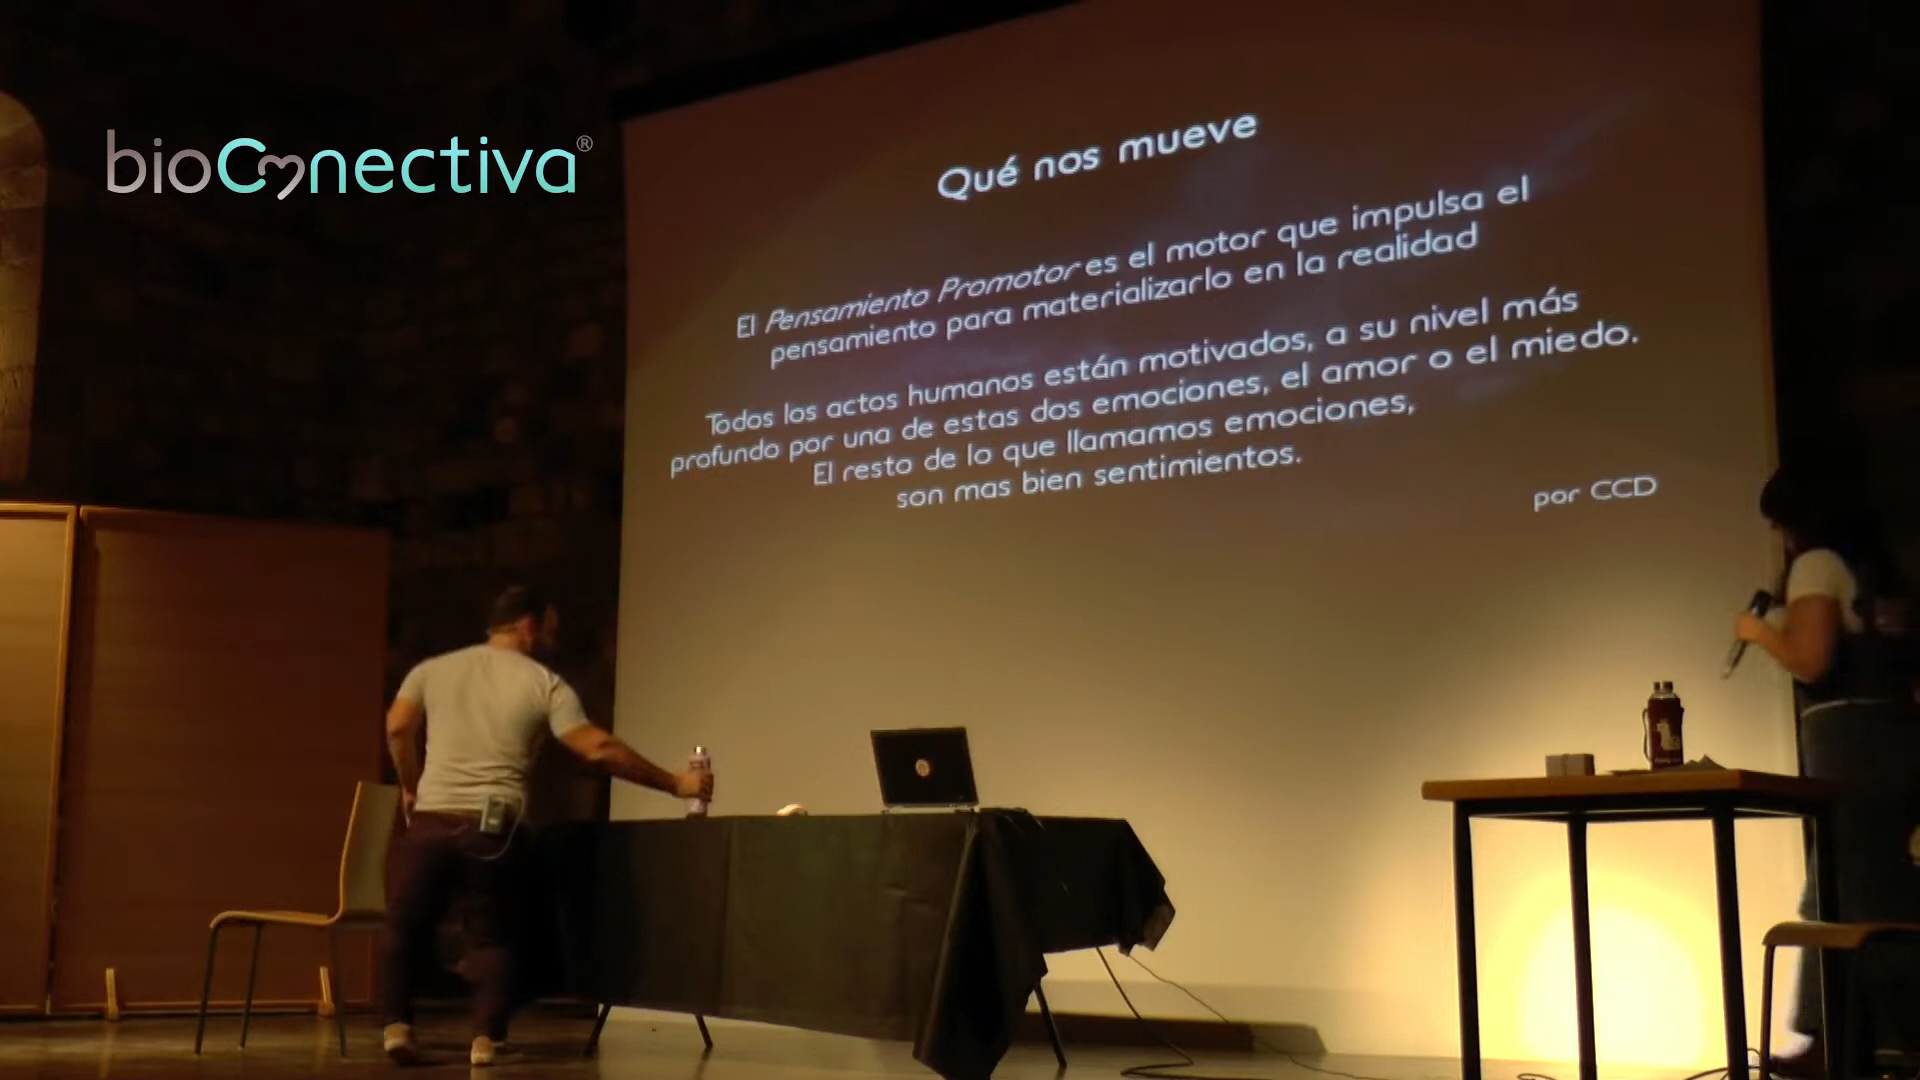 bioConectiva®
Qué nos mueve
El Pensamiento Promotor es el motor que impulsa el
pensamiento para materializarlo en la realidad
Todos los actos humanos están motivados, a su nivel más
profundo por una de estas dos emociones, el amor o el miedo.
El resto de lo que llamamos emociones,
son mas bien sentimientos.
por CCD